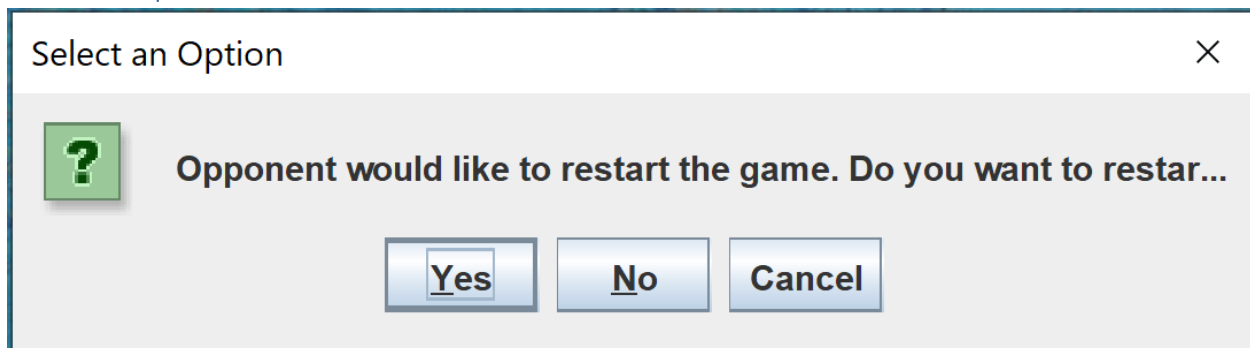 Select an Option
?
Opponent would like to restart the game. Do you want to restar...
Yes
No
Cancel